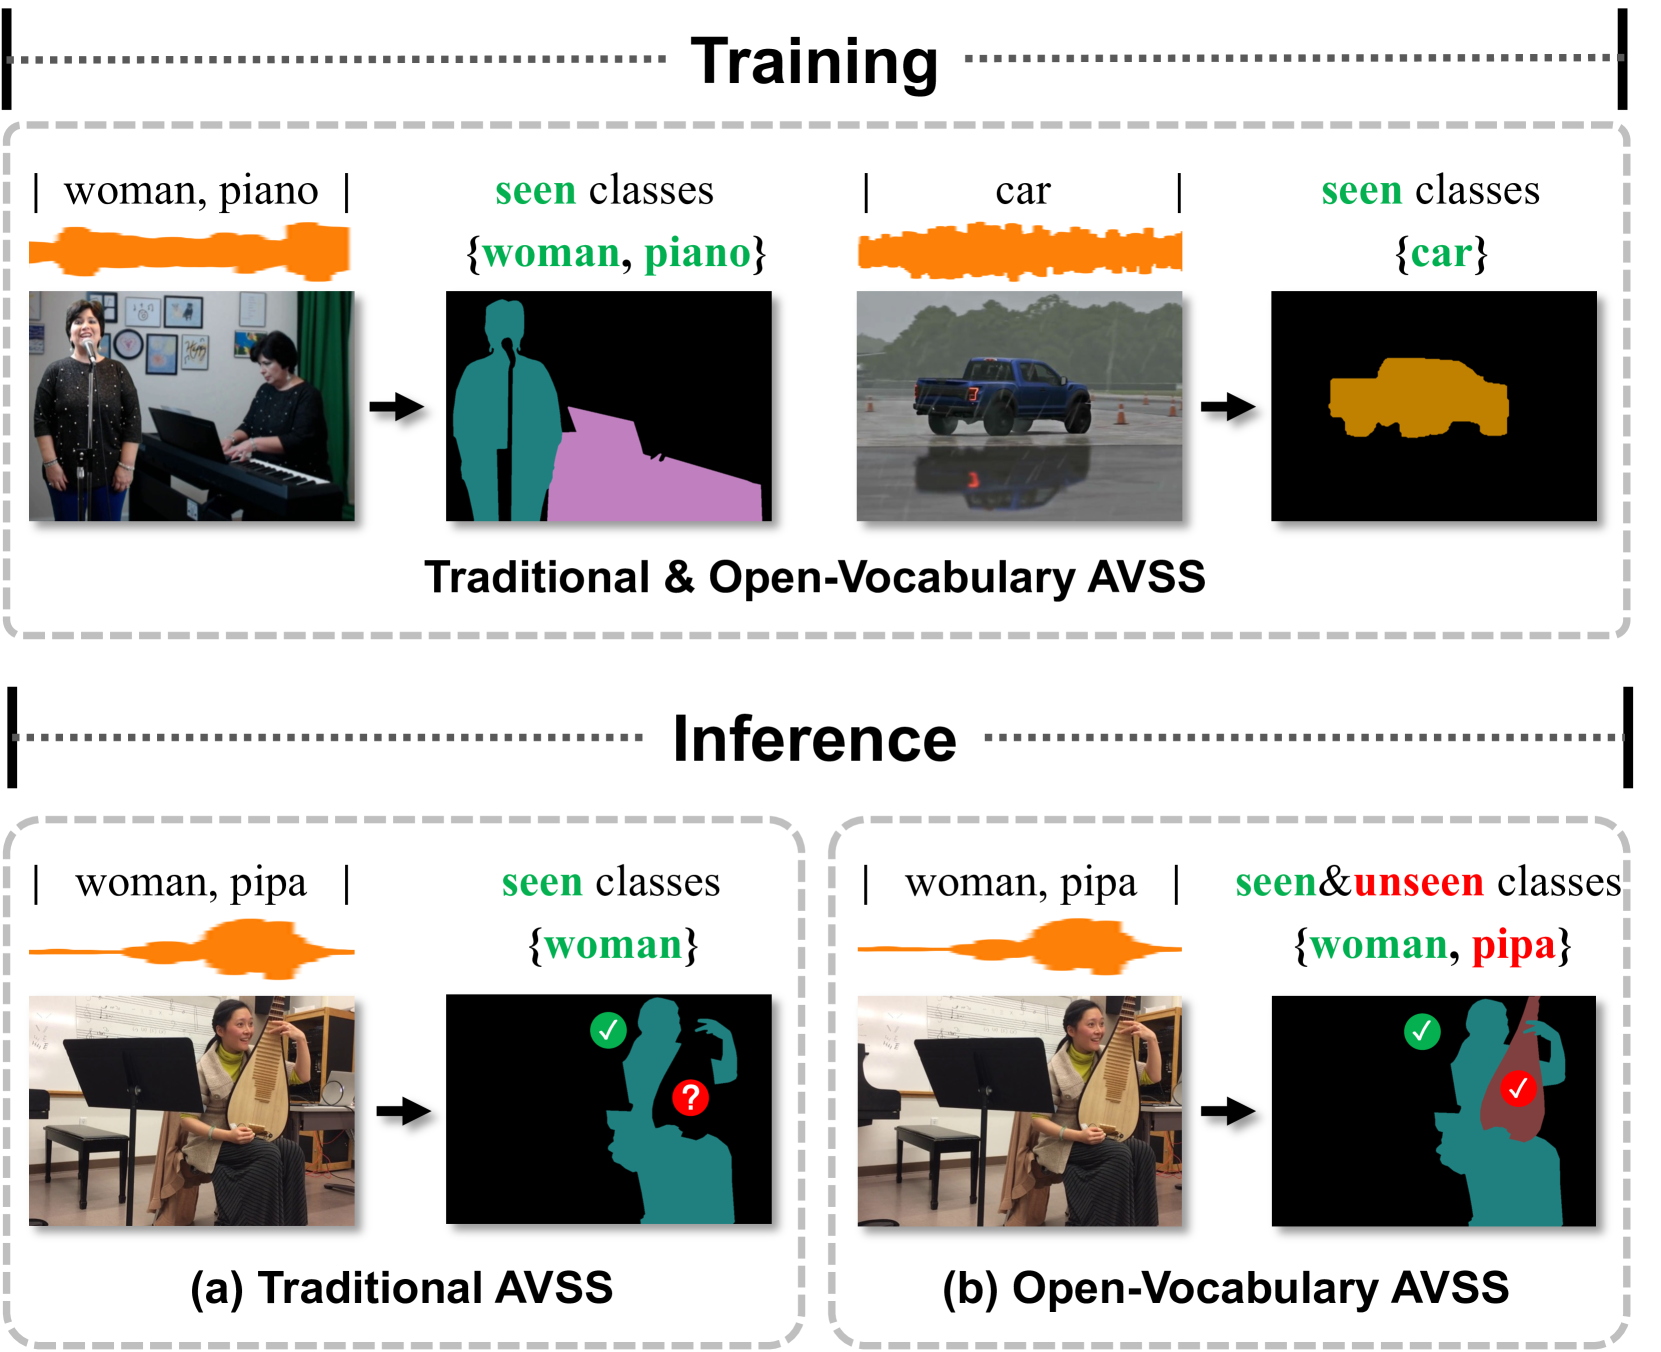 Training
| woman, piano |
seen classes
{woman, piano}
| car |
seen classes
{car}
Traditional & Open-Vocabulary AVSS
Inference
| woman, pipa |
seen classes
{woman}
?
(a) Traditional AVSS
| woman, pipa |
seen&unseen classes
{woman, pipa}
(b) Open-Vocabulary AVSS